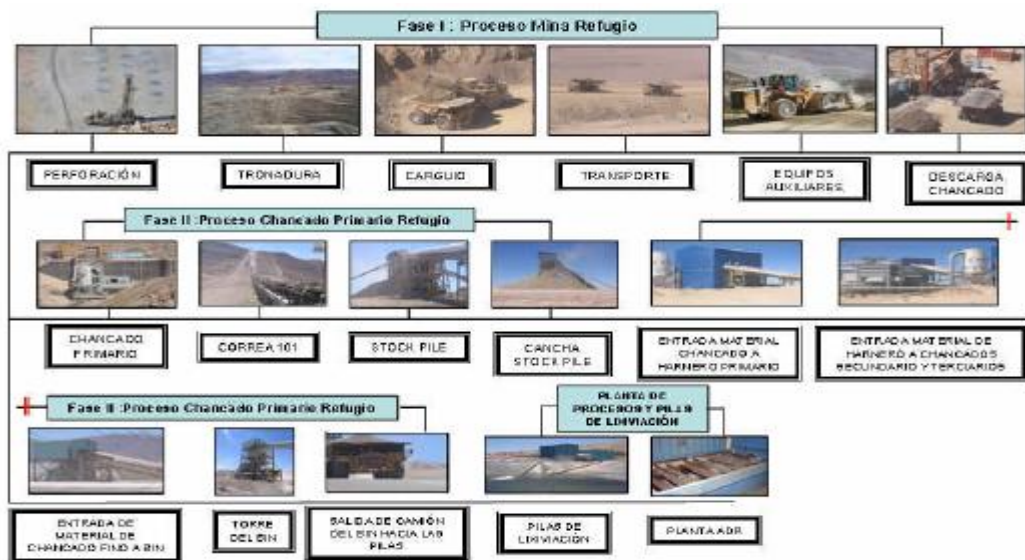 Fase I : Proceso Mina Refugio
PERFORACIÓN
TRONADURA
CARGUIO
TRANSPORTE
EQUIPOS
AUXILIARES,
DESCARGA
CHANCADO
Fase II :Proceso Chancado Primario Refugio
CHANCADO
PRIMARIO
CORREA 101
STOCK PILE
CANCHA
STOCK PILE
ENTRADA MATERIAL
CHANCADO A
HARNERO PRIMARIO
ENTRADA MATERIAL DE
HARNERO A CHANCADOS
SECUNDARIO Y TERCIARIOS
Fase II :Proceso Chancado Primario Refugio
PLANTA DE
PROCESOS Y PILAS
DE LIXIVIACIÓN
ENTRADA DE
MATERIAL DE
CHANCADO FINO A BIN
TORRE
DEL BIN
SALIDA DE CAMIÓN
DEL BIN HACIA LAS
PILAS
PILAS DE
LIXIVIACIÓN
PLANTA ADR